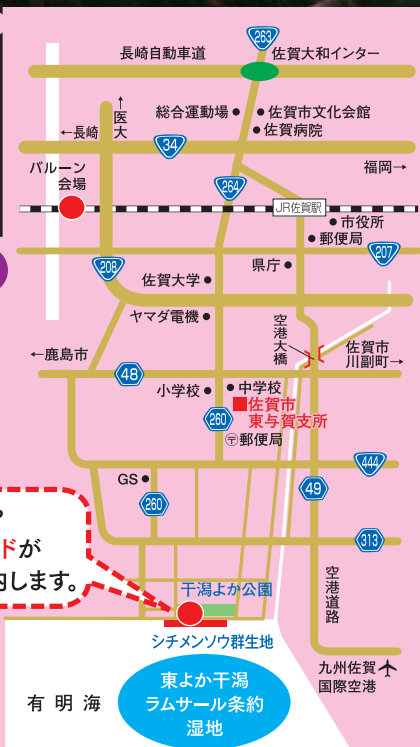 263
長崎自動車道
佐賀大和インター
総合運動場
佐賀市文化会館
佐賀病院
↑医大
←長崎
34
バルーン
会場
福岡→
264
JR佐賀駅
市役所
郵便局
207
県庁
208
佐賀大学
ヤマダ電機
空港大橋
←鹿島市
佐賀市
川副町→
48
小学校
中学校
佐賀市
東与賀支所
260
〒郵便局
444
GS
260
49
313
ドが
内します。
空港道路
干潟よか公園
シチメンソウ群生地
九州佐賀
国際空港
有明海
東よか干潟
ラムサール条約
湿地